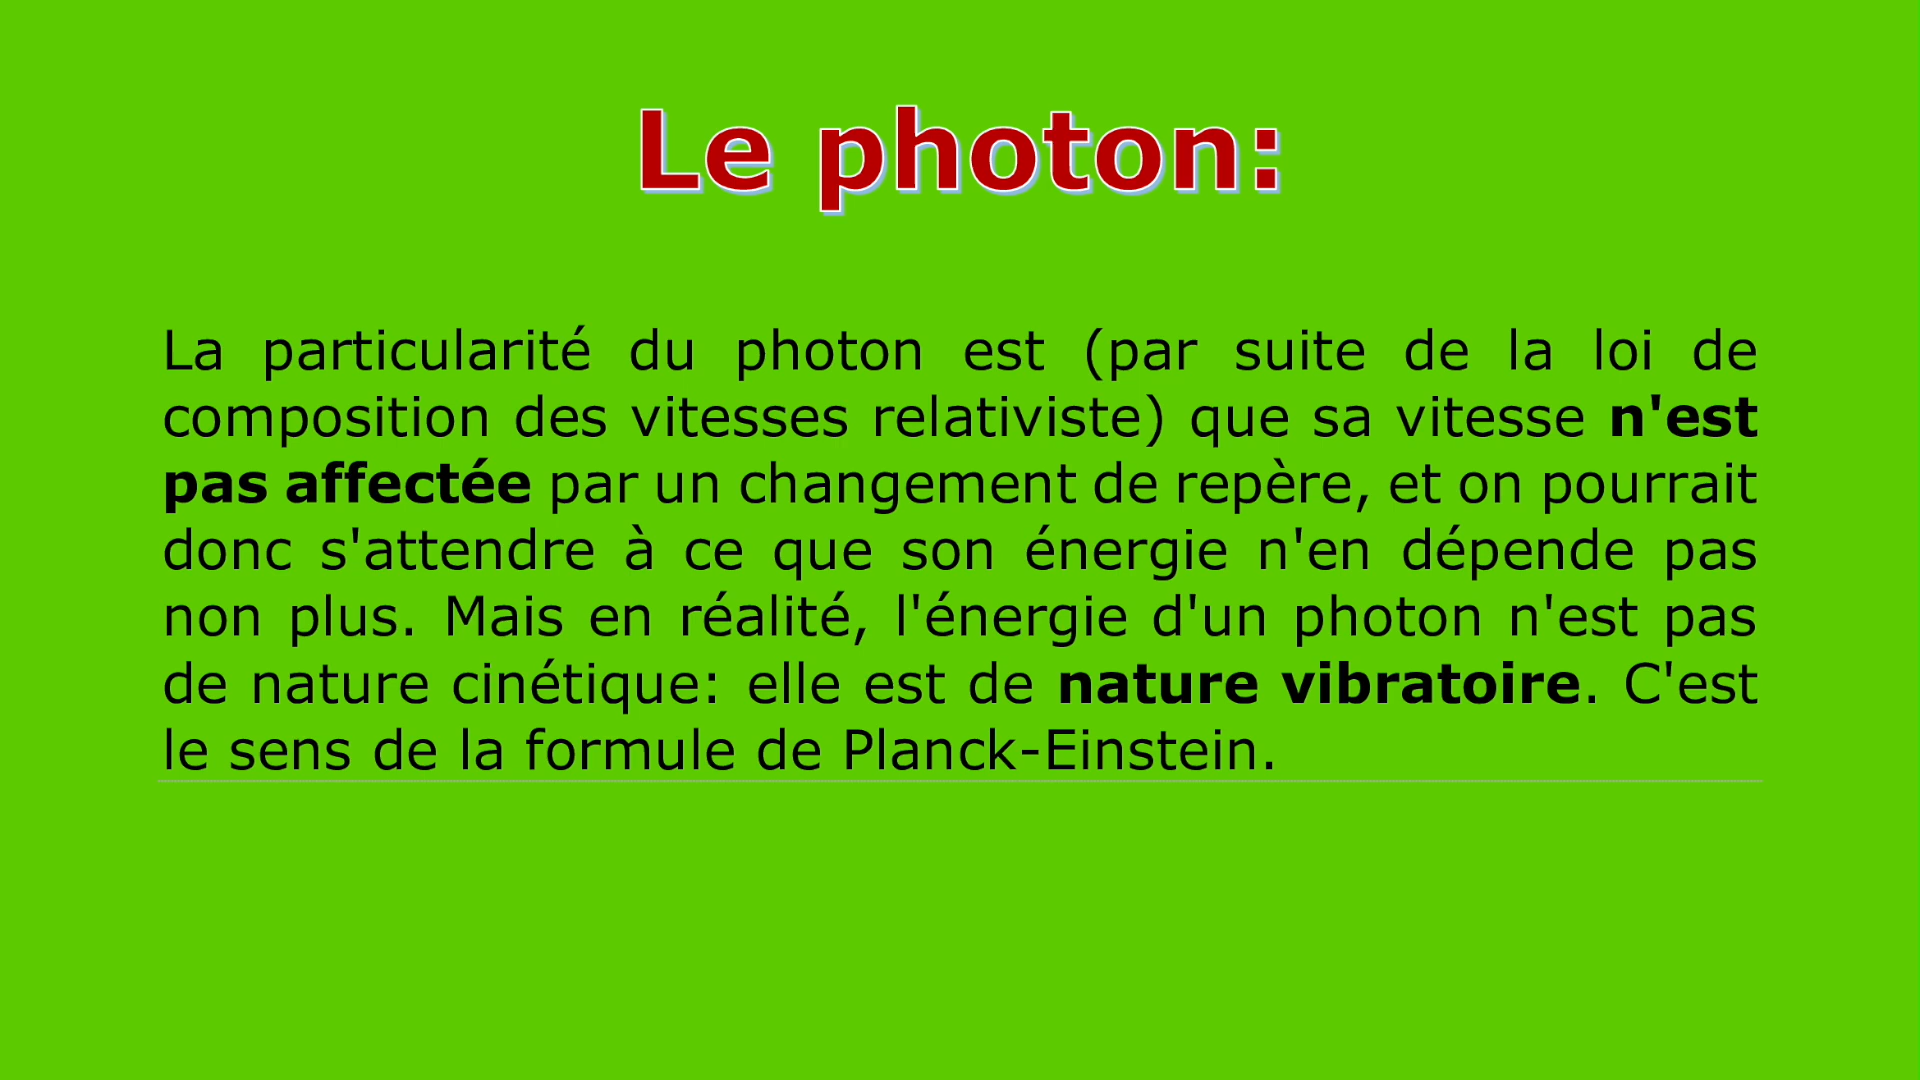 Le photon:
La particularité du photon est (par suite de la loi de
composition des vitesses relativiste) que sa vitesse n'est
pas affectée par un changement de repère, et on pourrait
donc s'attendre à ce que son énergie n'en dépende pas
non plus. Mais en réalité, l'énergie d'un photon n'est pas
de nature cinétique: elle est de nature vibratoire. C'est
le sens de la formule de Planck-Einstein.